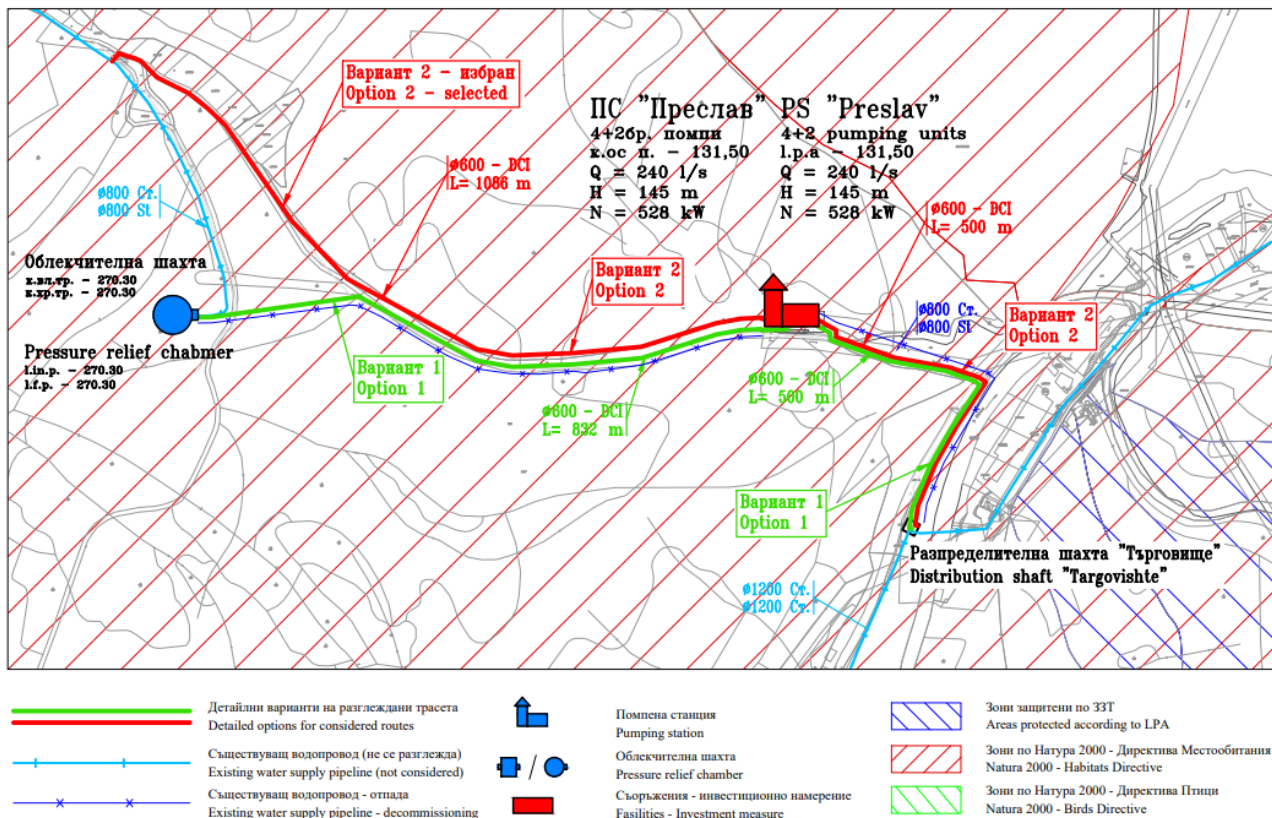 Вариант 2 – избран
Option 2 – selected
ПС "Преслав"
4+2бр. помпи
к.ос п. – 131,50
Q = 240 l/s
H = 145 m
N = 528 kW
PS "Preslav"
4+2 pumping units
l.p.a – 131,50
Q = 240 l/s
H = 145 m
N = 528 kW
ø600 – DCI
L= 1086 m
ø800 Ст.
ø800 St
ø600 – DCI
L= 500 m
Облекчителна шахта
к.вл.тр. – 270.30
к.хр.тр. – 270.30
Вариант 2
Option 2
ø800 Ст.
ø800 St
Вариант 2
Option 2
Pressure relief chabmer
l.in.p. – 270.30
l.f.p. – 270.30
Вариант 1
Option 1
ø600 – DCI
L= 832 m
ø600 – DCI
L= 500 m
Вариант 1
Option 1
Разпределителна шахта "Търговище"
Distribution shaft "Targovishte"
ø1200 Ст.
ø1200 Ст.
Детайлни варианти на разглеждани трасета
Detailed options for considered routes
Съществуващ водопровод (не се разглежда)
Existing water supply pipeline (not considered)
Съществуващ водопровод - отпада
Existing water supply pipeline - decommissioning
Помпена станция
Pumping station
Облекчителна шахта
Pressure relief chamber
Съоръжения - инвестиционно намерение
Fasilities - Investment measure
Зони защитени по ЗЗТ
Areas protected according to LPA
Зони по Натура 2000 - Директива Местообитания
Natura 2000 - Habitats Directive
Зони по Натура 2000 - Директива Птици
Natura 2000 - Birds Directive